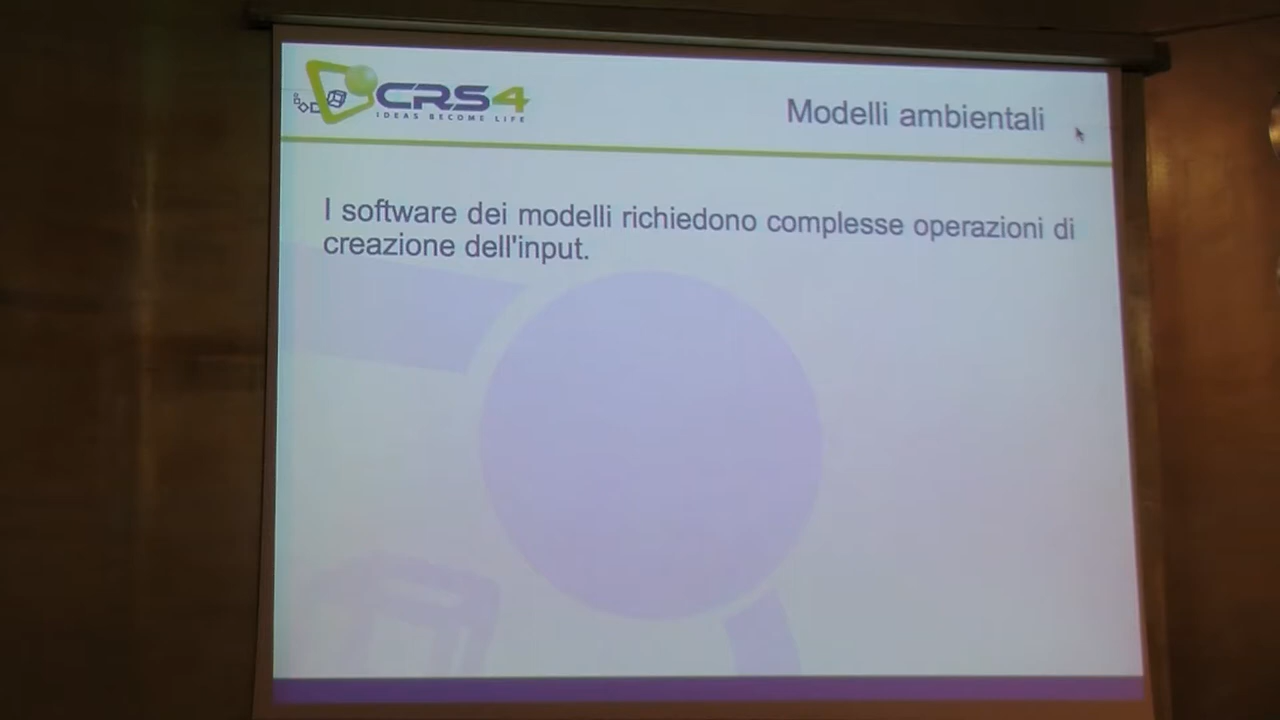 CRS4
IDEAS BECOME LIFE
Modelli ambientali
I software dei modelli richiedono complesse operazioni di
creazione dell'input.